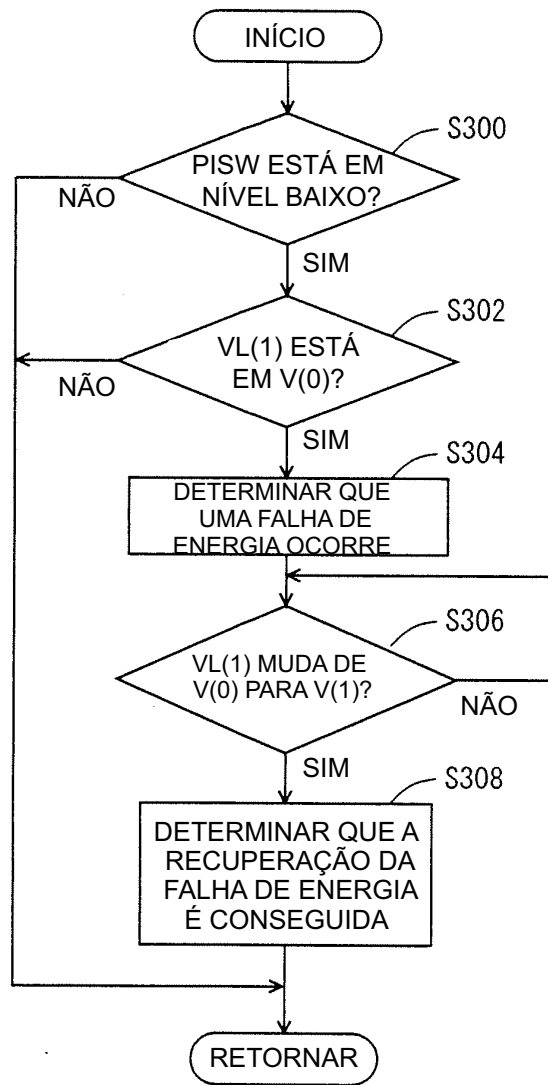 INÍCIO
S300
PISW ESTÁ EM
NÍVEL BAIXO?
NÃO
SIM
S302
VL(1) ESTÁ
EM V(0)?
NÃO
SIM
S304
DETERMINAR QUE
UMA FALHA DE
ENERGIA OCORRE
S306
VL(1) MUDA DE
V(0) PARA V(1)?
NÃO
SIM
S308
DETERMINAR QUE A
RECUPERAÇÃO DA
FALHA DE ENERGIA
É CONSEGUIDA
RETORNAR